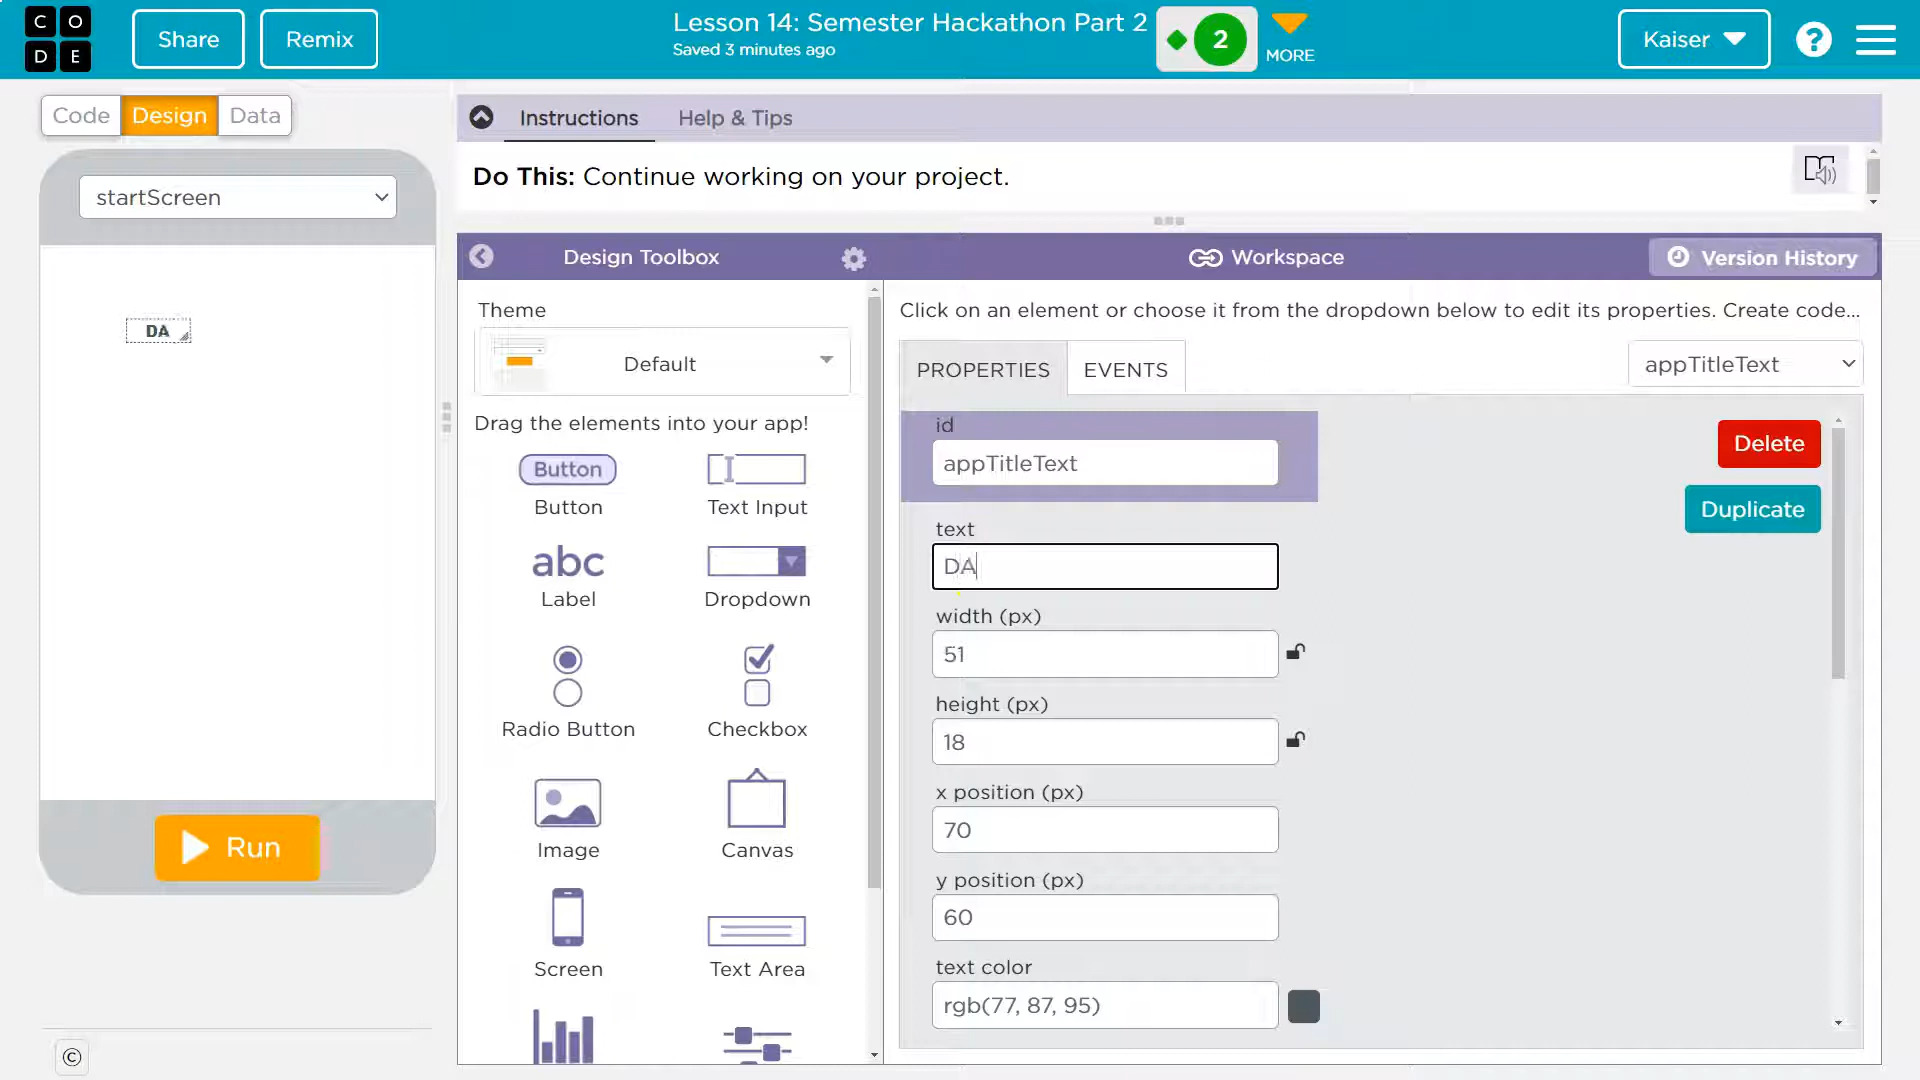 C O
D E
Share
Remix
Lesson 14: Semester Hackathon Part 2
Saved 3 minutes ago
2
MORE
Kaiser
?
Code
Design
Data
startScreen
DA
Run
©
Instructions
Help & Tips
Do This: Continue working on your project.
Design Toolbox
Workspace
Version History
Theme
Default
Drag the elements into your app!
Button
Button
Text Input
abc
Label
Dropdown
Radio Button
Checkbox
Image
Canvas
Screen
Text Area
Click on an element or choose it from the dropdown below to edit its properties. Create code...
PROPERTIES
EVENTS
appTitleText
id
appTitleText
Delete
Duplicate
text
DA
width (px)
51
height (px)
18
x position (px)
70
y position (px)
60
text color
rgb(77, 87, 95)